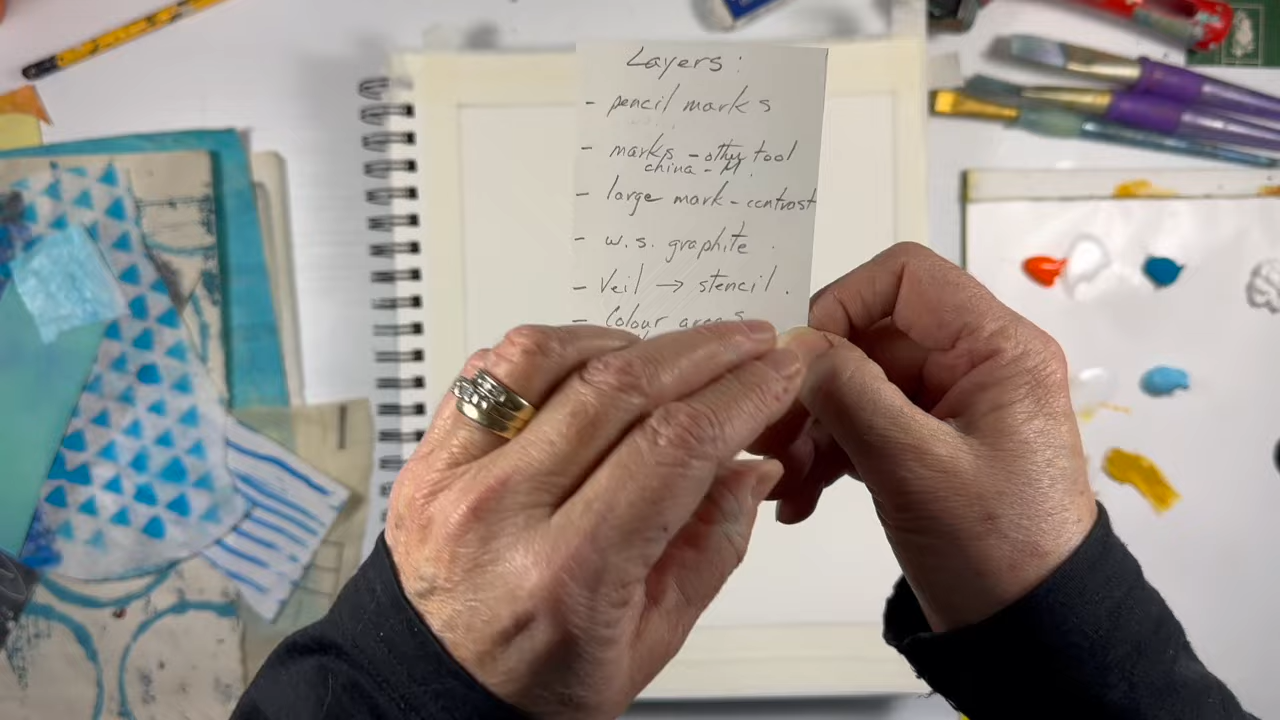 Layers:
- pencil marks
- marks - other tool
china - M.
- large mark - contrast
- w.s. graphite.
- Veil → stencil.
- Colour areas